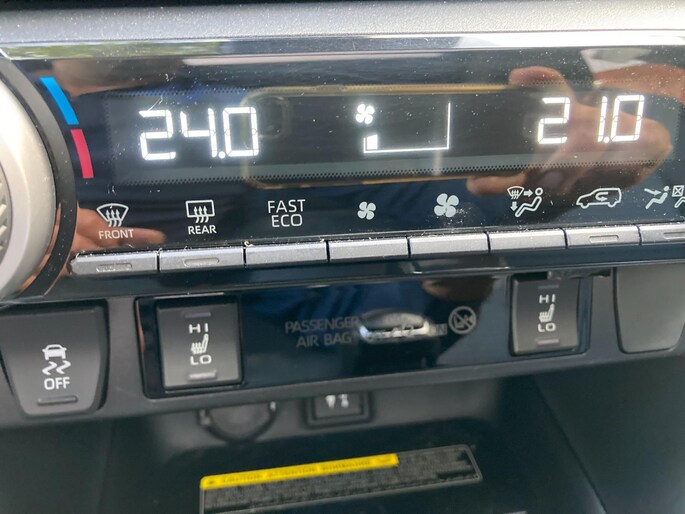 24.0 21.0
FRONT REAR FAST
ECO
HI
LO
PASSENGER
AIR BAG
HI
LO
OFF